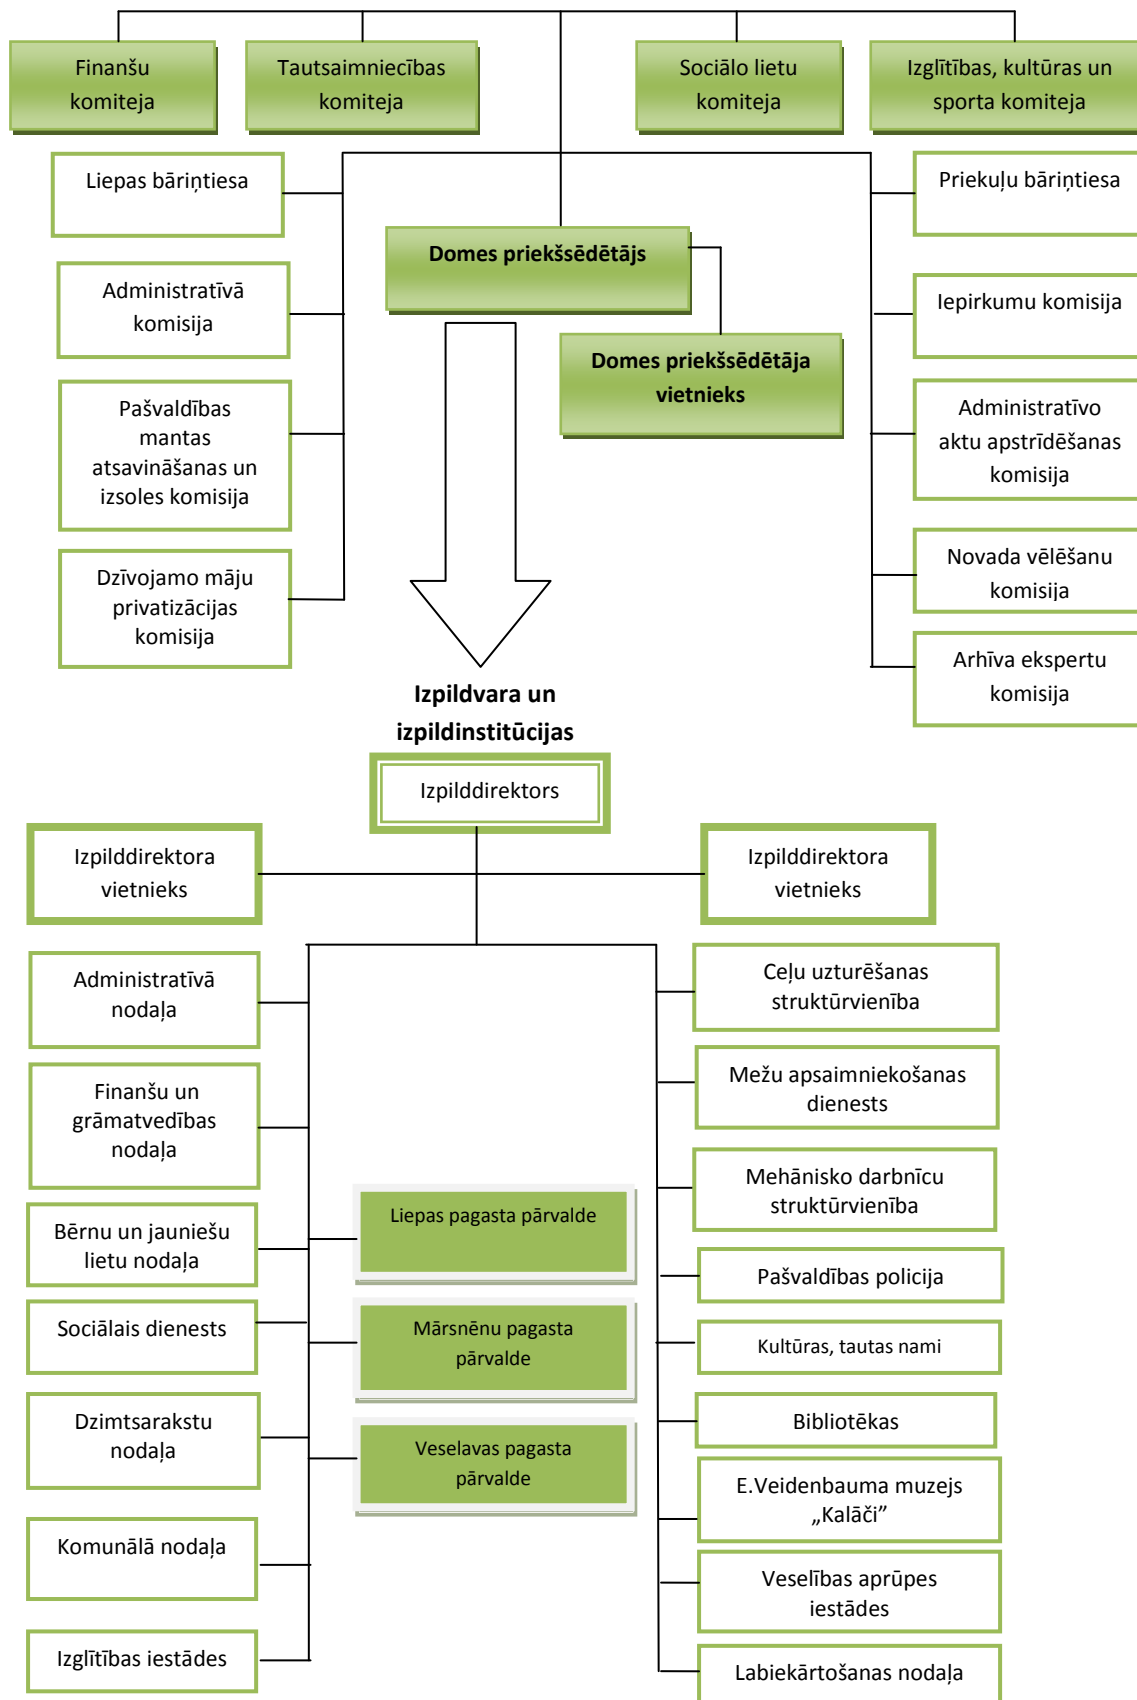 Finanšu
komiteja
Tautsaimniecības
komiteja
Sociālo lietu
komiteja
Izglītības, kultūras un
sporta komiteja
Liepas bāriņtiesa
Priekuļu bāriņtiesa
Domes priekšsēdētājs
Administratīvā
komisija
Iepirkumu komisija
Domes priekšsēdētāja
vietnieks
Pašvaldības
mantas
atsavināšanas un
izsoles komisija
Administratīvo
aktu apstrīdēšanas
komisija
Dzīvojamo māju
privatizācijas
komisija
Novada vēlēšanu
komisija
Arhīva ekspertu
komisija
Izpildvara un
izpildinstitūcijas
Izpilddirektors
Izpilddirektora
vietnieks
Izpilddirektora
vietnieks
Administratīvā
nodaļa
Finanšu un
grāmatvedības
nodaļa
Bērnu un jauniešu
lietu nodaļa
Sociālais dienests
Dzimtsarakstu
nodaļa
Komunālā nodaļa
Izglītības iestādes
Liepas pagasta pārvalde
Mārsnēnu pagasta
pārvalde
Veselavas pagasta
pārvalde
Ceļu uzturēšanas
struktūrvienība
Mežu apsaimniekošanas
dienests
Mehānisko darbnīcu
struktūrvienība
Pašvaldības policija
Kultūras, tautas nami
Bibliotēkas
E.Veidenbauma muzejs
„Kalāči”
Veselības aprūpes
iestādes
Labiekārtošanas nodaļa